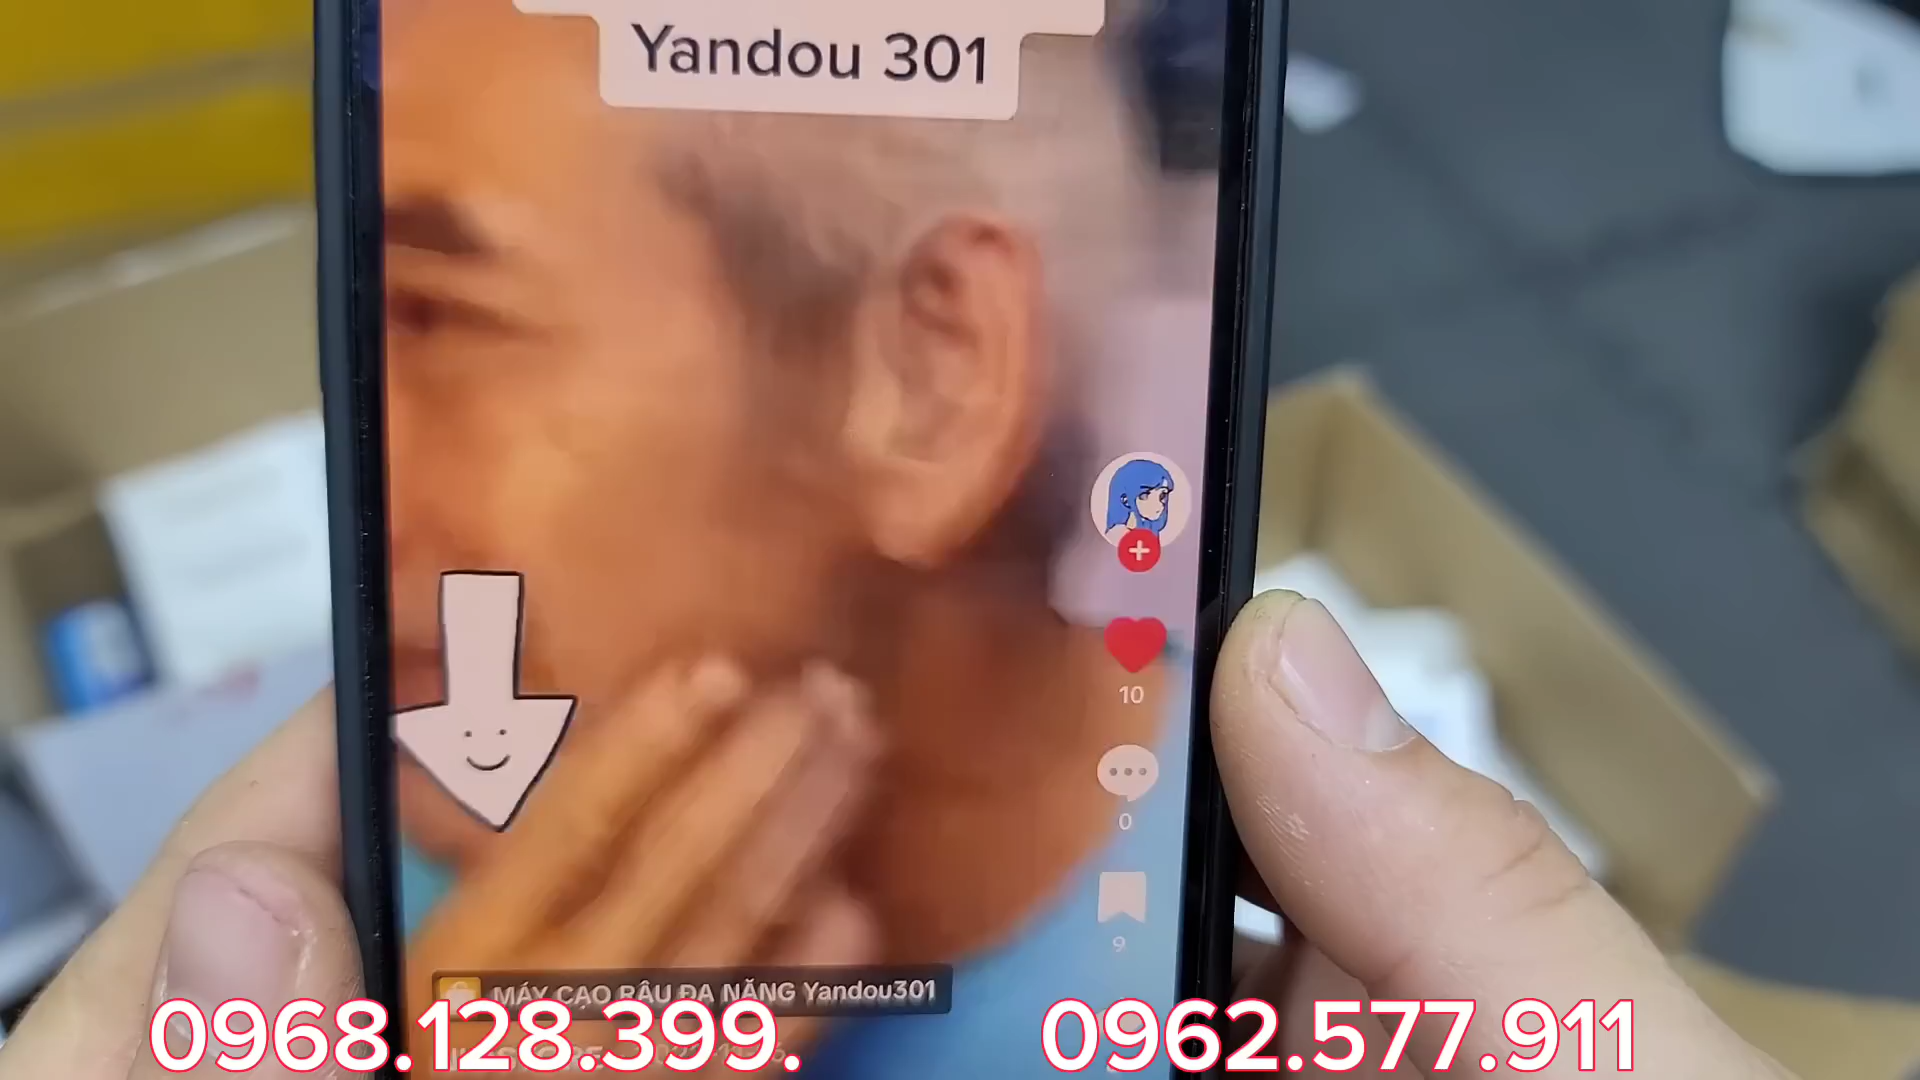 Yandou 301
10
0
9
MÁY CẠO RÂU ĐA NĂNG Yandou301
0968.128.399.
0962.577.911